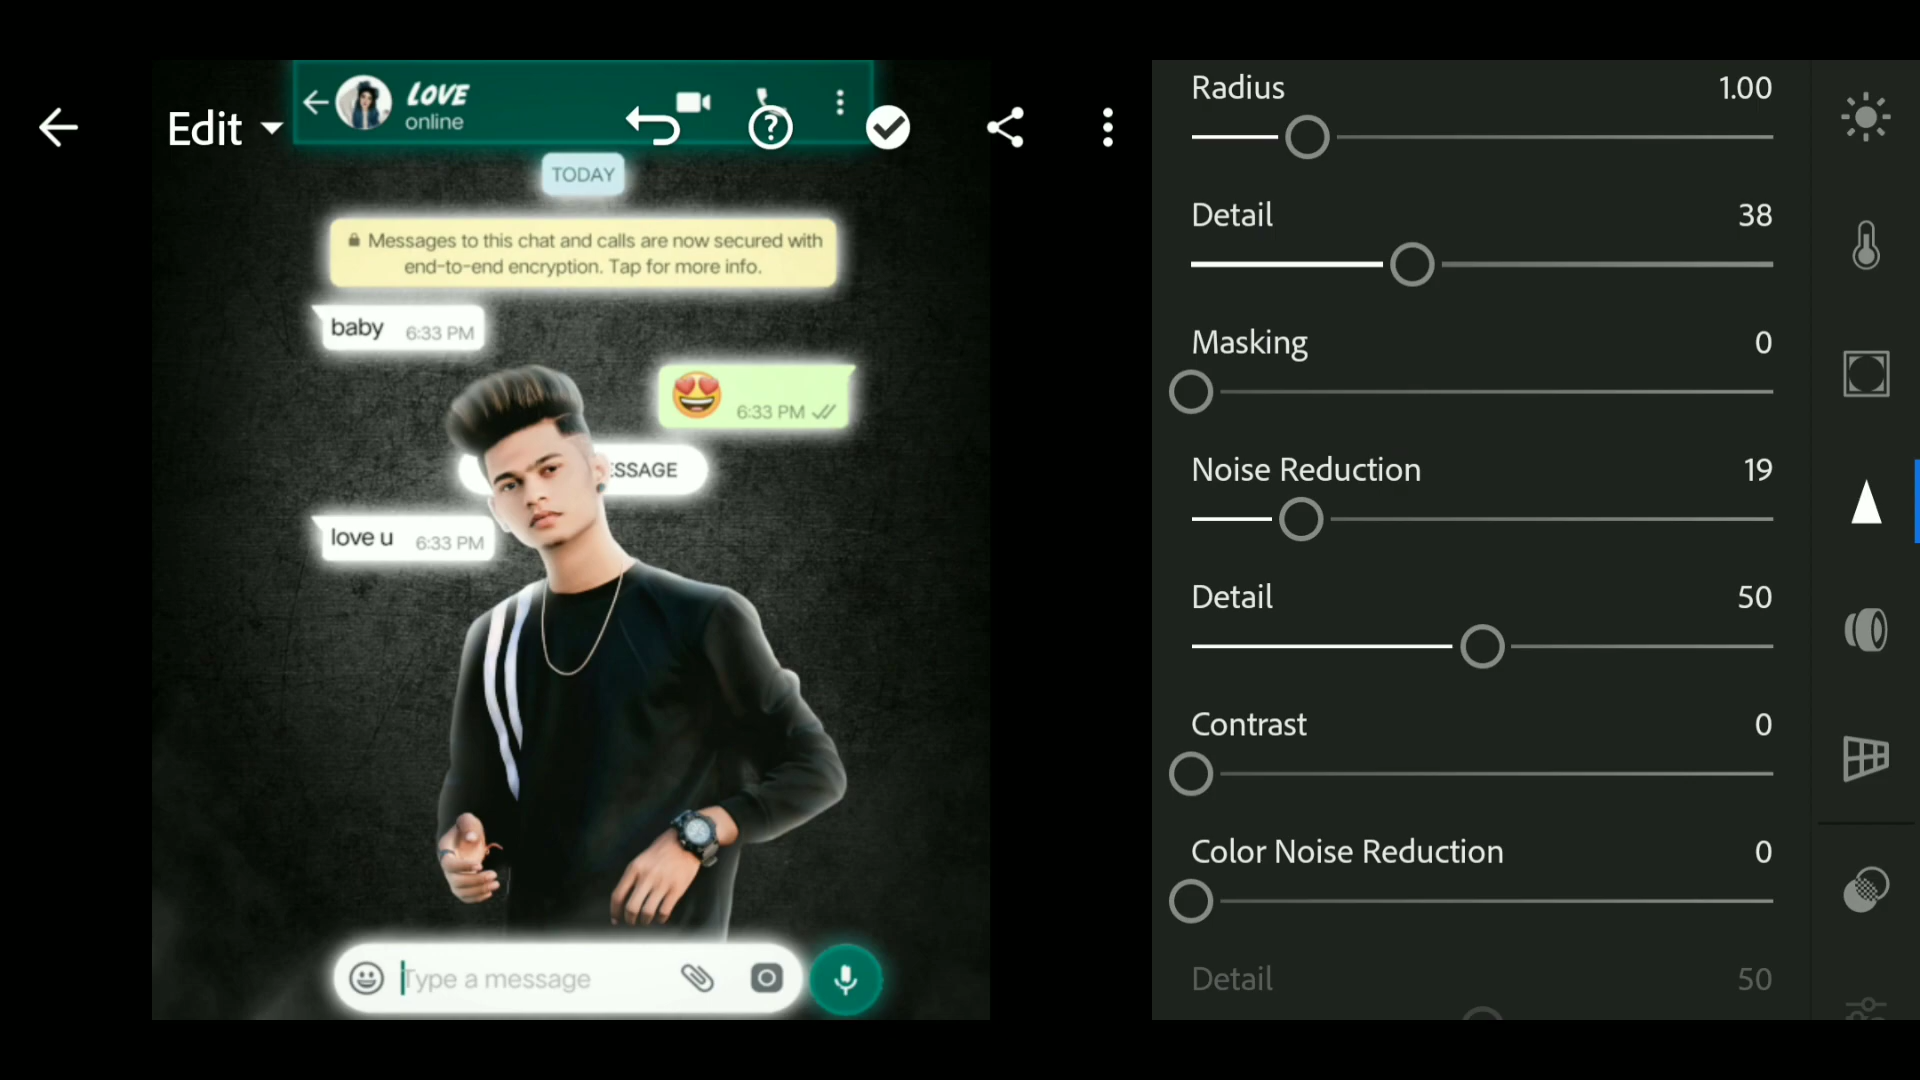 Edit
LOVE
online
TODAY
Messages to this chat and calls are now secured with
end-to-end encryption. Tap for more info.
baby 6:33 PM
6:33 PM
ESSAGE
love u 6:33 PM
Type a message
Radius 1.00
Detail 38
Masking 0
Noise Reduction 19
Detail 50
Contrast 0
Color Noise Reduction 0
Detail 50